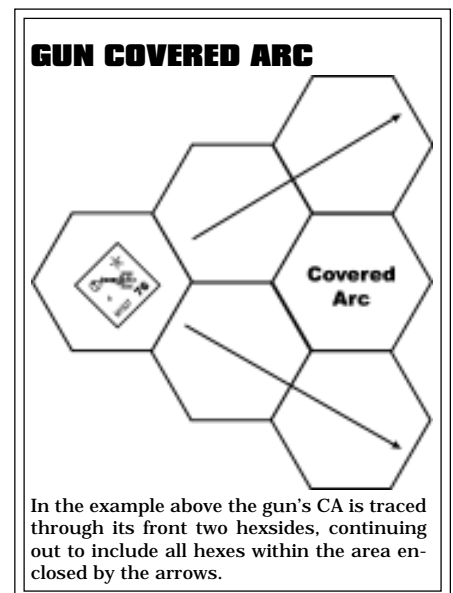 GUN COVERED ARC
70
Covered
Arc
In the example above the gun's CA is traced
through its front two hexsides, continuing
out to include all hexes within the area en-
closed by the arrows.